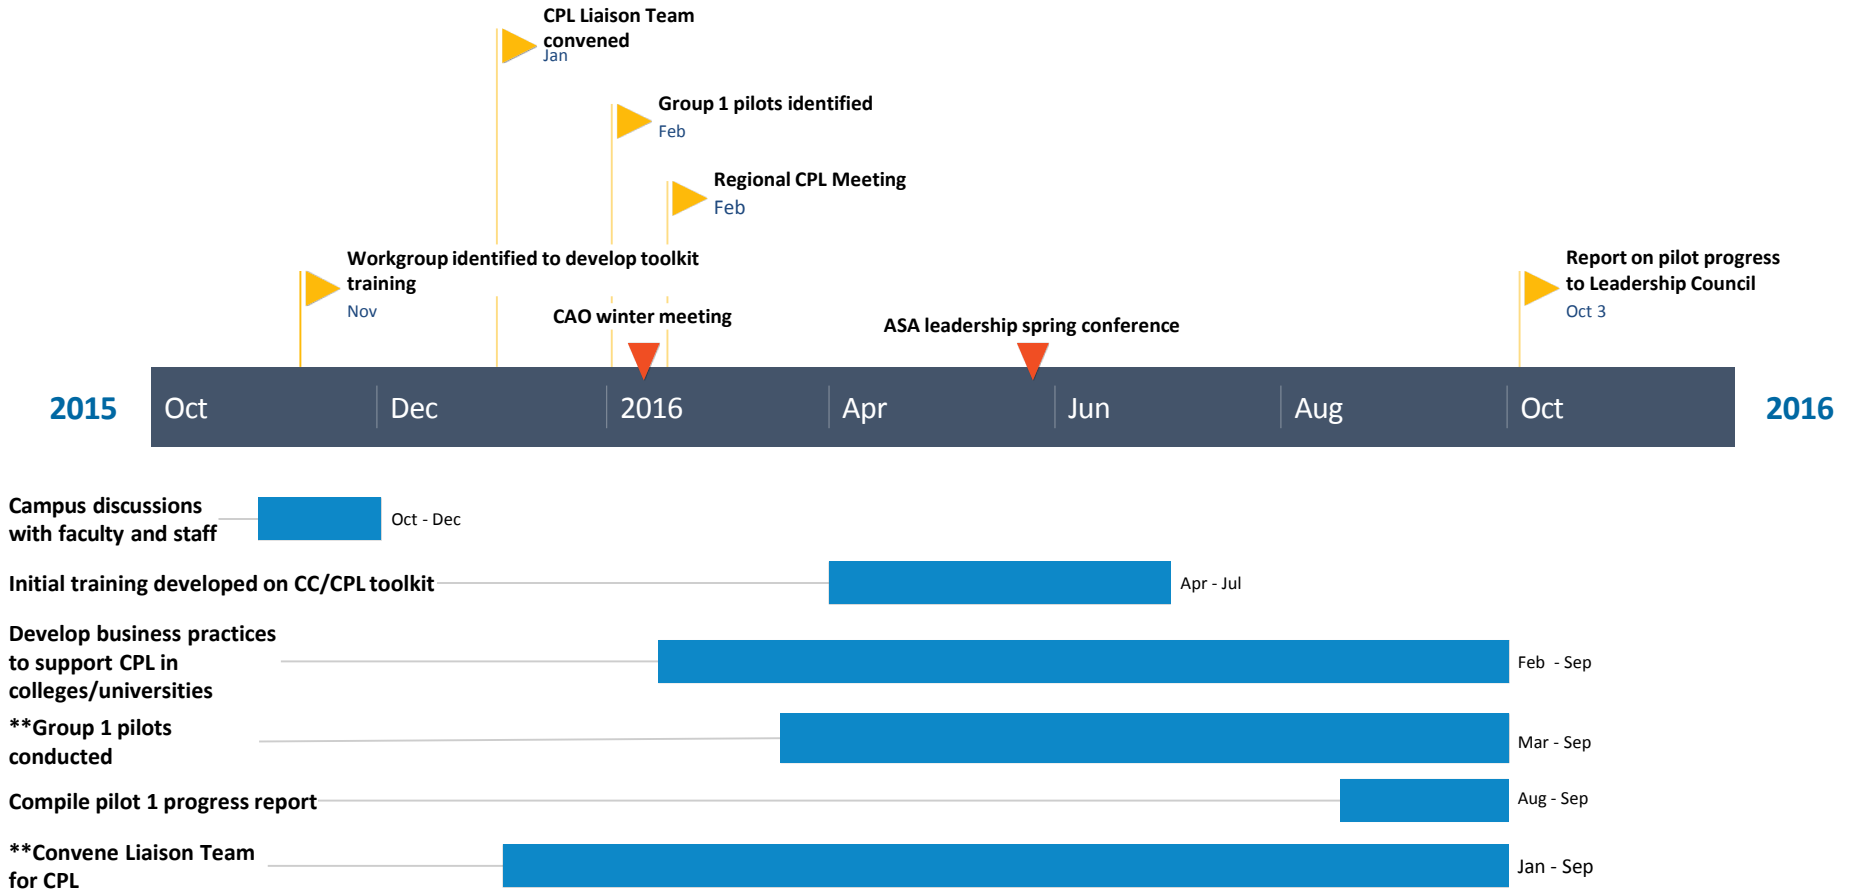 CPL Liaison Team
convened
Jan
Group 1 pilots identified
Feb
Regional CPL Meeting
Feb
Workgroup identified to develop toolkit
training
Nov
CAO winter meeting
ASA leadership spring conference
Report on pilot progress
to Leadership Council
Oct 3
2015 Oct Dec 2016 Apr Jun Aug Oct 2016
Campus discussions
with faculty and staff
Oct - Dec
Initial training developed on CC/CPL toolkit
Apr - Jul
Develop business practices
to support CPL in
colleges/universities
Feb - Sep
**Group 1 pilots
conducted
Mar - Sep
Compile pilot 1 progress report
Aug - Sep
**Convene Liaison Team
for CPL
Jan - Sep